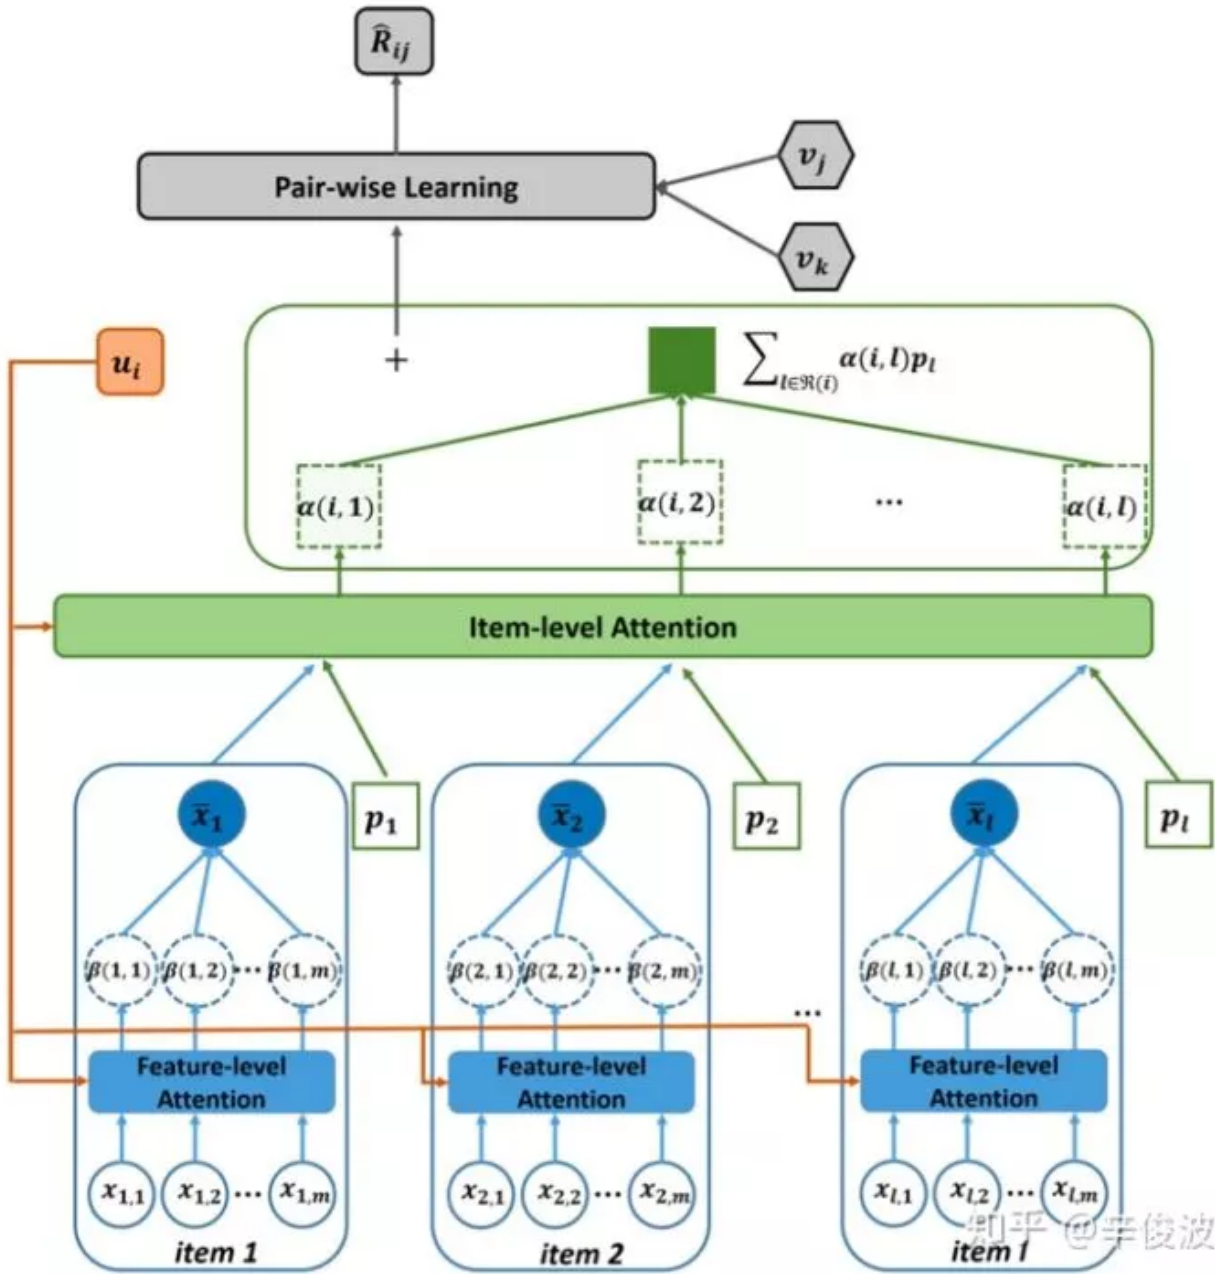 R̂ij
Pair-wise Learning
vj
vk
ui
+
∑l∈ℜ(i) α(i, l)pl
α(i, 1) α(i, 2) ... α(i, l)
Item-level Attention
x̅1 p1 x̅2 p2 x̅l pl
β(1, 1) β(1, 2) ... β(1, m) β(2, 1) β(2, 2) ... β(2, m) β(l, 1) β(l, 2) ... β(l, m)
...
Feature-level
Attention
Feature-level
Attention
Feature-level
Attention
x1,1 x1,2 ... x1,m x2,1 x2,2 ... x2,m xl,1 xl,2 ... xl,m
item 1 item 2 item l
知乎 @辛俊波